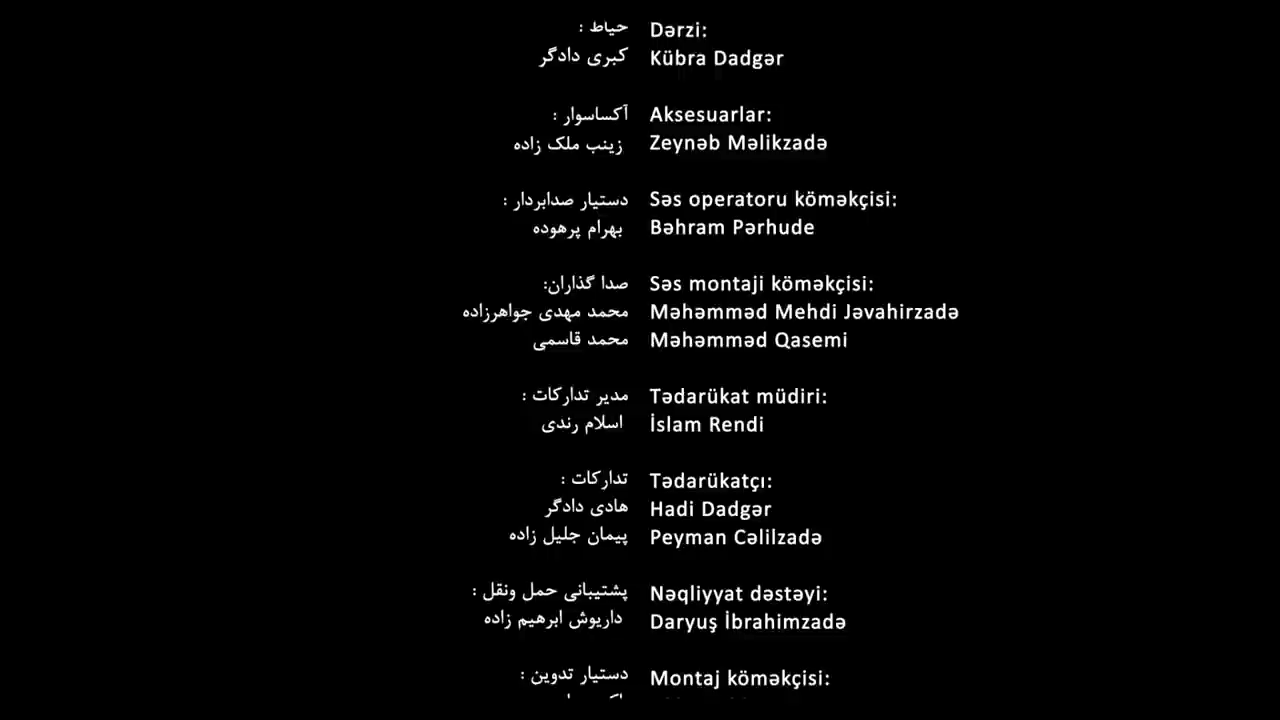 حیاط : Dərzi:
کبری دادگر Kübra Dadgər
آکساسوار : Aksesuarlar:
زینب ملک زاده Zeynəb Məlikzadə
دستیار صدابردار : Səs operatoru köməkçisi:
بهرام پرهوده Bəhram Pərhude
صدا گذاران: Səs montaji köməkçisi:
محمد مهدی جواهرزاده Məhəmməd Mehdi Jəvahirzadə
محمد قاسمی Məhəmməd Qasemi
مدیر تدارکات : Tədarükat müdiri:
اسلام رندی İslam Rendi
تدارکات : Tədarükatçı:
هادی دادگر Hadi Dadgər
پیمان جلیل زاده Peyman Cəlilzadə
پشتیبانی حمل ونقل : Nəqliyyat dəstəyi:
داریوش ابرهیم زاده Daryuş İbrahimzadə
دستیار تدوین : Montaj köməkçisi: